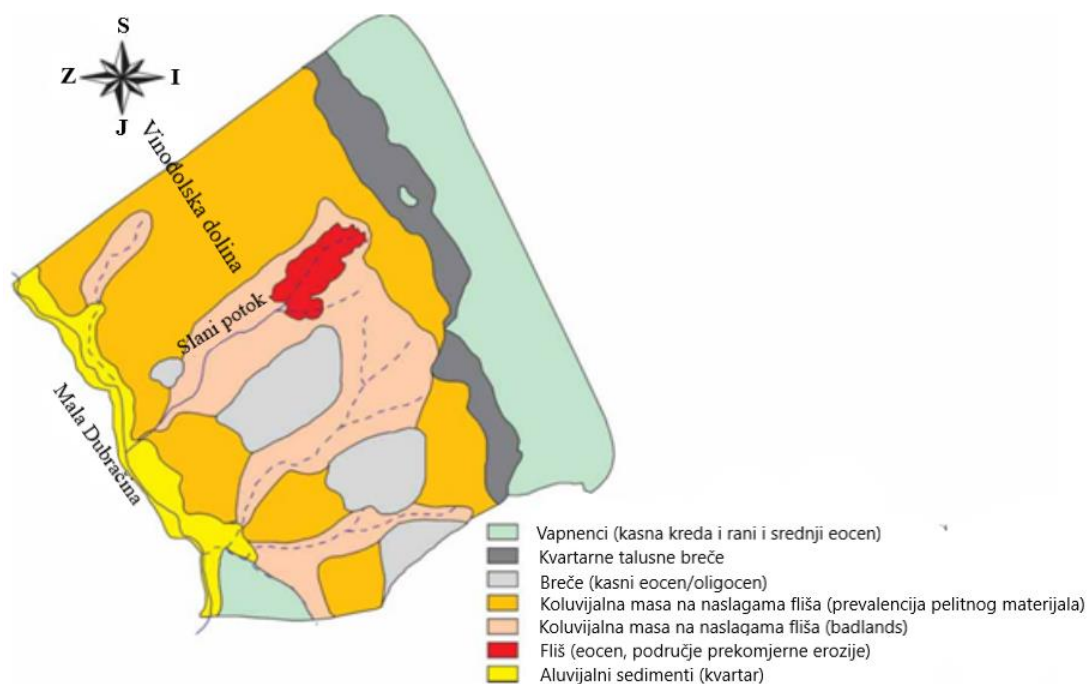 S
Z
I
J
Vinodolska dolina
Slani potok
Mala Dubračina
Vapnenci (kasna kreda i rani i srednji eocen)
Kvartarne talusne breče
Breče (kasni eocen/oligocen)
Koluvijalna masa na naslagama fliša (prevalencija pelitnog materijala)
Koluvijalna masa na naslagama fliša (badlands)
Fliš (eocen, područje prekomjerne erozije)
Aluvijalni sedimenti (kvartar)